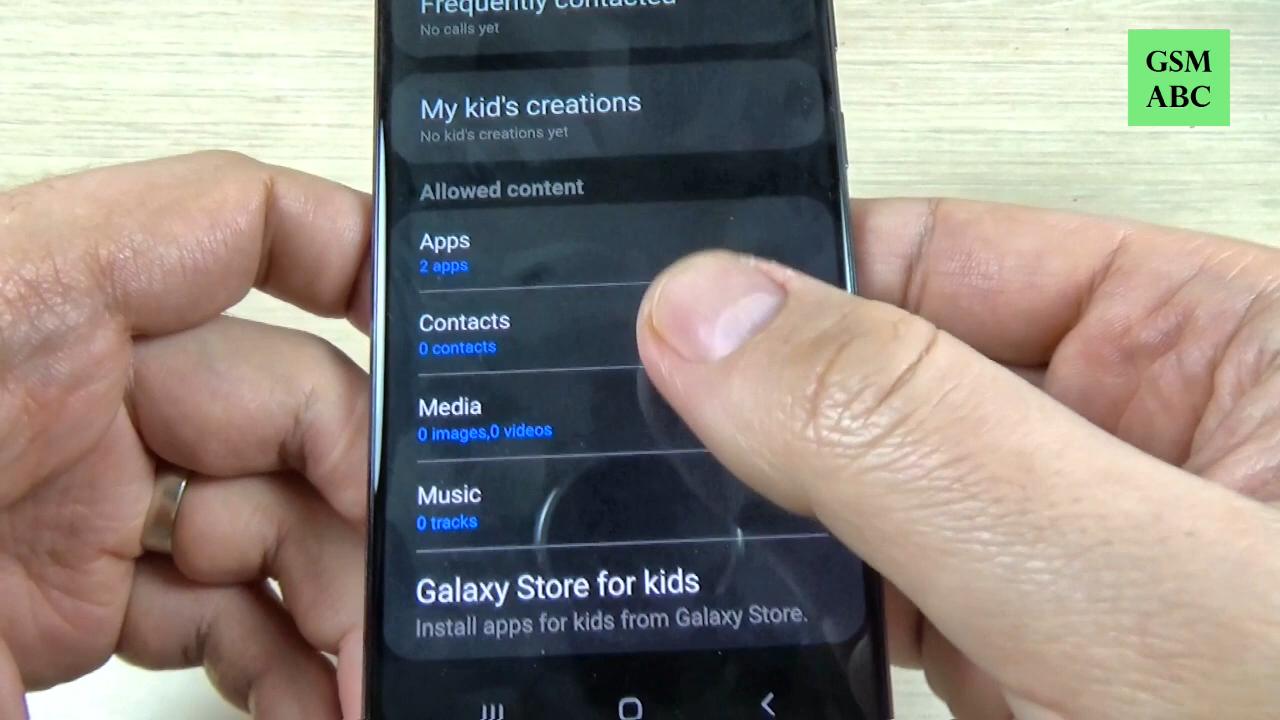 GSM
ABC
Frequently contacted
No calls yet
My kid's creations
No kid's creations yet
Allowed content
Apps
2 apps
Contacts
0 contacts
Media
0 images,0 videos
Music
0 tracks
Galaxy Store for kids
Install apps for kids from Galaxy Store.